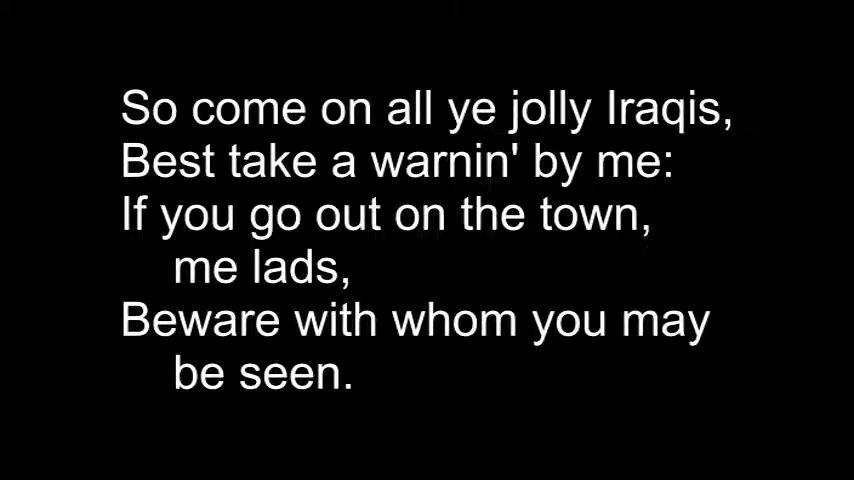 So come on all ye jolly Iraqis,
Best take a warnin' by me:
If you go out on the town,
me lads,
Beware with whom you may
be seen.